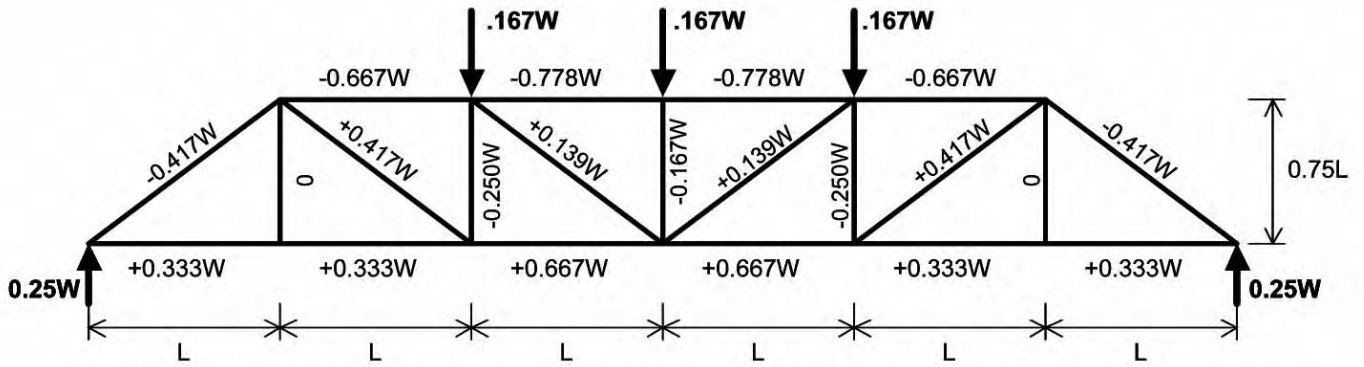 .167W .167W .167W
-0.667W -0.778W -0.778W -0.667W
-0.417W 0 +0.417W -0.250W +0.139W -0.167W +0.139W -0.250W +0.417W 0 -0.417W 0.75L
+0.333W +0.333W +0.667W +0.667W +0.333W +0.333W
0.25W 0.25W
L L L L L L